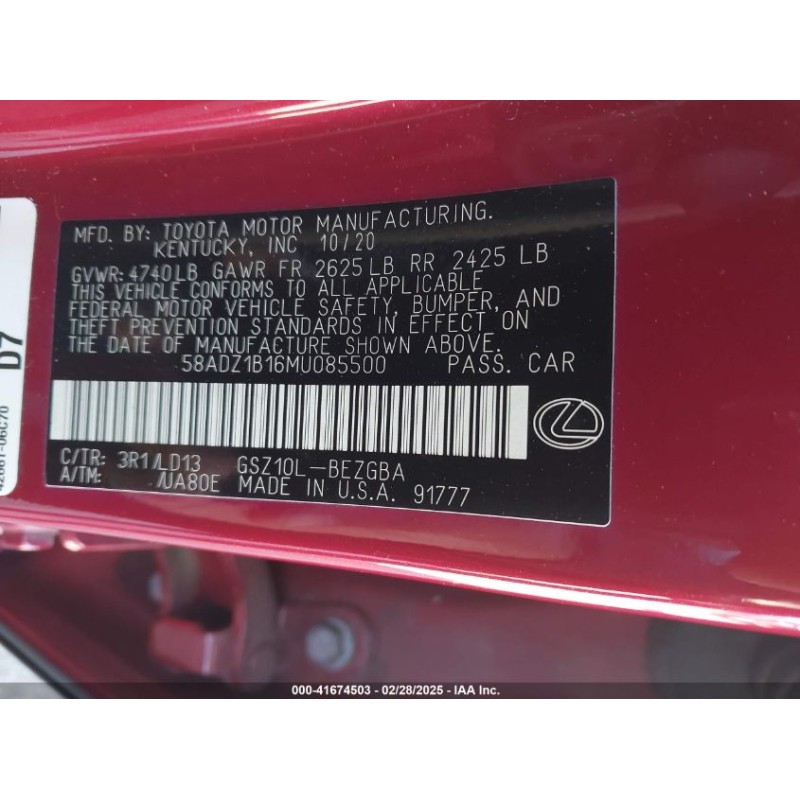 MFD. BY: TOYOTA MOTOR MANUFACTURING.
KENTUCKY, INC 10/20
GVWR: 4740LB GAWR FR 2625 LB RR 2425 LB
THIS VEHICLE CONFORMS TO ALL APPLICABLE
FEDERAL MOTOR VEHICLE SAFETY, BUMPER, AND
THEFT PREVENTION STANDARDS IN EFFECT ON
THE DATE OF MANUFACTURE SHOWN ABOVE.
58ADZ1B16MU085500 PASS. CAR
C/TR: 3R1/LD13 GSZ10L-BEZGBA
A/TM: /UA80E MADE IN U.S.A. 91777
D7
42661-06C70
000-41674503 - 02/28/2025 - IAA Inc.